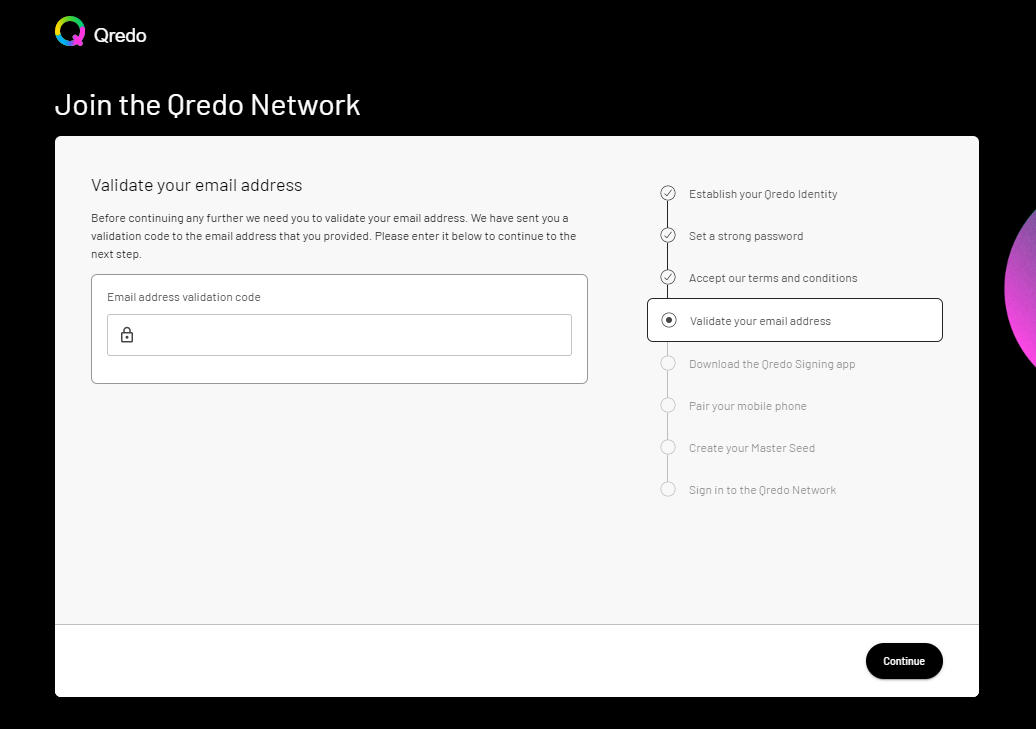 Qredo
Join the Qredo Network
Validate your email address
Before continuing any further we need you to validate your email address. We have sent you a
validation code to the email address that you provided. Please enter it below to continue to the
next step.
Email address validation code
Establish your Qredo Identity
Set a strong password
Accept our terms and conditions
Validate your email address
Download the Qredo Signing app
Pair your mobile phone
Create your Master Seed
Sign in to the Qredo Network
Continue